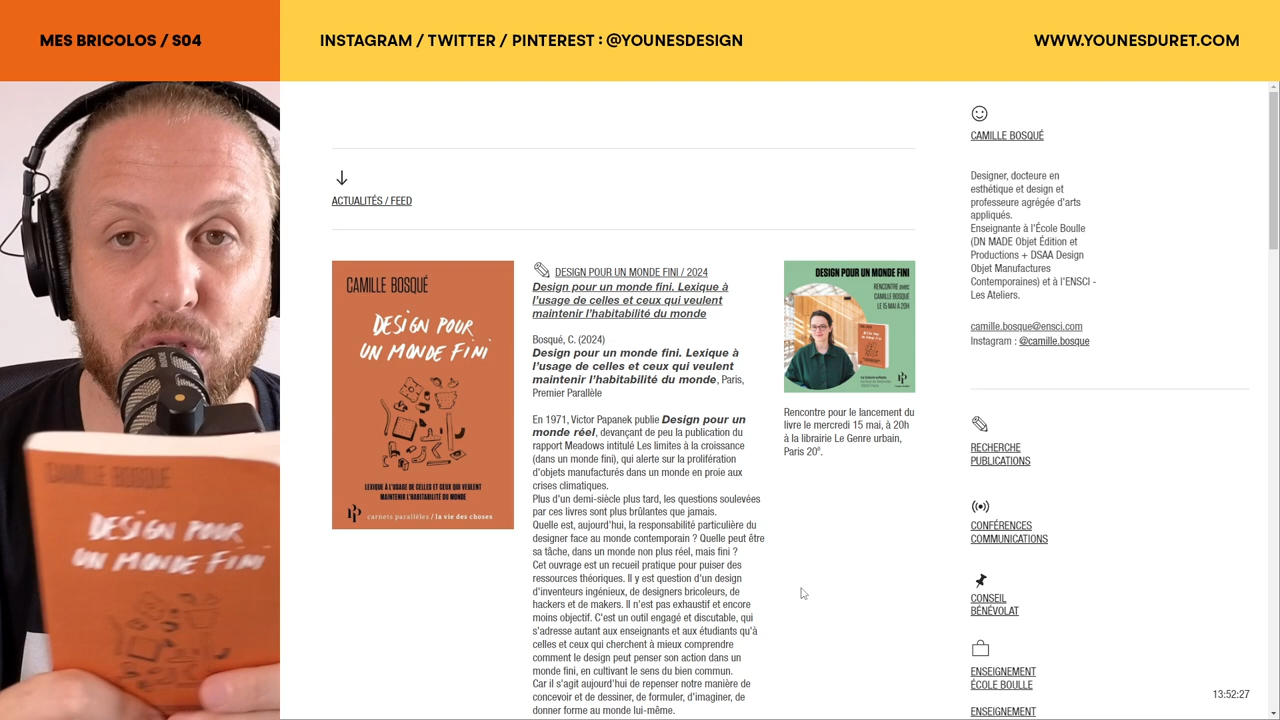 MES BRICOLOS / S04
INSTAGRAM / TWITTER / PINTEREST : @YOUNESDESIGN
WWW.YOUNESDURET.COM
ACTUALITÉS / FEED
CAMILLE BOSQUÉ
DESIGN POUR
UN MONDE FINI
LEXIQUE À L'USAGE DE CELLES ET CEUX QUI VEULENT
MAINTENIR L'HABITABILITÉ DU MONDE
carnets parallèles / la vie des choses
DESIGN POUR UN MONDE FINI / 2024
Design pour un monde fini. Lexique à
l'usage de celles et ceux qui veulent
maintenir l'habitabilité du monde
Bosqué, C. (2024)
Design pour un monde fini. Lexique à
l'usage de celles et ceux qui veulent
maintenir l'habitabilité du monde, Paris,
Premier Parallèle
En 1971, Victor Papanek publie Design pour un
monde réel, devançant de peu la publication du
rapport Meadows intitulé Les limites à la croissance
(dans un monde fini), qui alerte sur la prolifération
d'objets manufacturés dans un monde en proie aux
crises climatiques.
Plus d'un demi-siècle plus tard, les questions soulevées
par ces livres sont plus brûlantes que jamais.
Quelle est, aujourd'hui, la responsabilité particulière du
designer face au monde contemporain ? Quelle peut être
sa tâche, dans un monde non plus réel, mais fini ?
Cet ouvrage est un recueil pratique pour puiser des
ressources théoriques. Il y est question d'un design
d'inventeurs ingénieux, de designers bricoleurs, de
hackers et de makers. Il n'est pas exhaustif et encore
moins objectif. C'est un outil engagé et discutable, qui
s'adresse autant aux enseignants et aux étudiants qu'à
celles et ceux qui cherchent à mieux comprendre
comment le design peut penser son action dans un
monde fini, en cultivant le sens du bien commun.
Car il s'agit aujourd'hui de repenser notre manière de
concevoir et de dessiner, de formuler, d'imaginer, de
donner forme au monde lui-même.
DESIGN POUR UN MONDE FINI
RENCONTRE avec
CAMILLE BOSQUÉ
LE 15 MAI À 20H
Rencontre pour le lancement du
livre le mercredi 15 mai, à 20h
à la librairie Le Genre urbain,
Paris 20e.
CAMILLE BOSQUÉ
Designer, docteure en
esthétique et design et
professeure agrégée d'arts
appliqués.
Enseignante à l'École Boulle
(DN MADE Objet Édition et
Productions + DSAA Design
Objet Manufactures
Contemporaines) et à l'ENSCI -
Les Ateliers.
camille.bosque@ensci.com
Instagram : @camille.bosque
RECHERCHE
PUBLICATIONS
CONFÉRENCES
COMMUNICATIONS
CONSEIL
BÉNÉVOLAT
ENSEIGNEMENT
ÉCOLE BOULLE
ENSEIGNEMENT
13:52:27
CAMILLE BOSQUÉ
DESIGN POUR
UN MONDE FINI